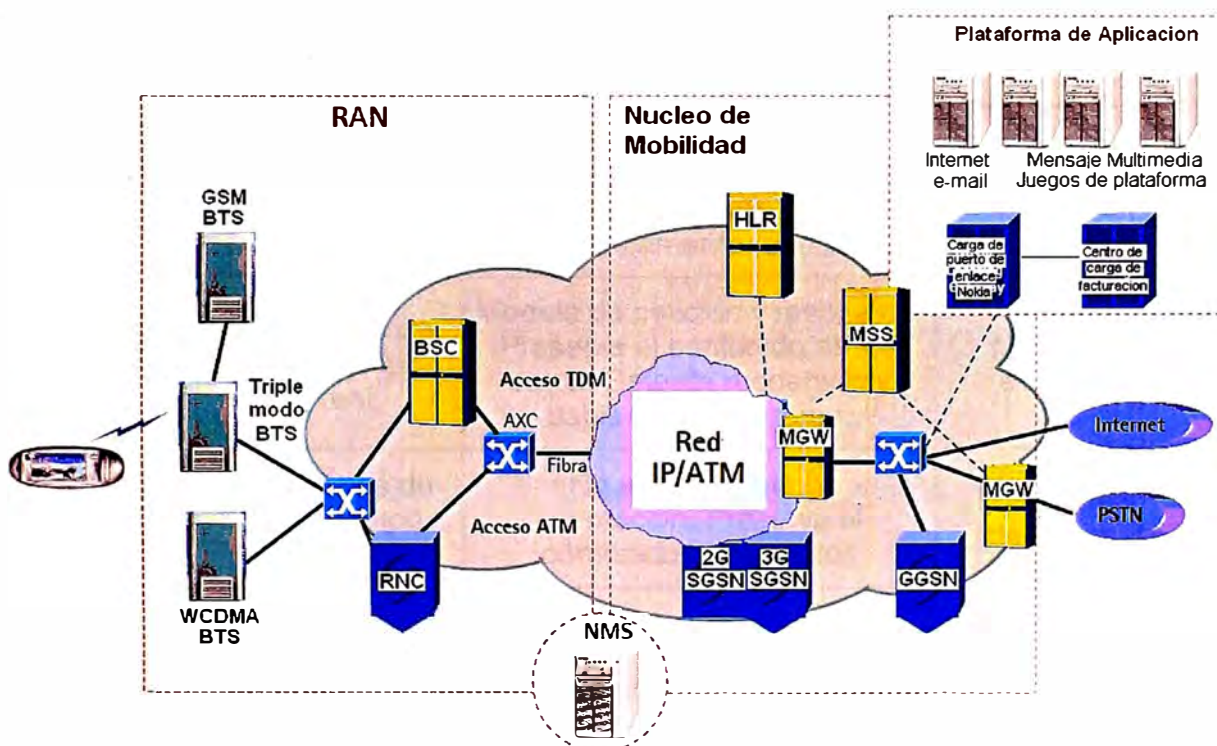 Plataforma de Aplicacion
Internet
e-mail
Mensaje Multimedia
Juegos de plataforma
Carga de
puerto de
enlace
Nokia
Centro de
carga de
facturacion
RAN
Nucleo de
Mobilidad
GSM
BTS
Triple
modo
BTS
WCDMA
BTS
BSC
Acceso TDM
AXC
Fibra
Acceso ATM
RNC
HLR
MSS
Red
IP/ATM
MGW
2G
SGSN
3G
SGSN
GGSN
MGW
Internet
PSTN
NMS